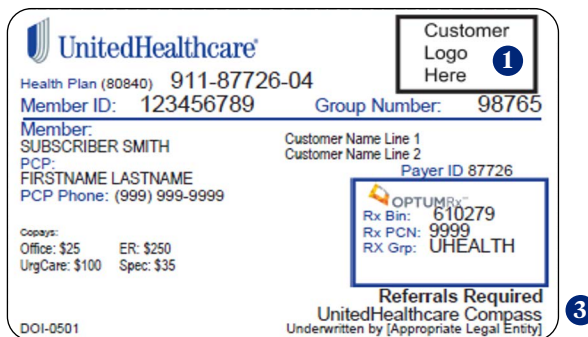 UnitedHealthcare®
Customer
Logo
Here
1
Health Plan (80840) 911-87726-04
Member ID: 123456789 Group Number: 98765
Member:
SUBSCRIBER SMITH
PCP:
FIRSTNAME LASTNAME
PCP Phone: (999) 999-9999
Customer Name Line 1
Customer Name Line 2
Payer ID 87726
OPTUMRx™
Rx Bin: 610279
Rx PCN: 9999
RX Grp: UHEALTH
Copays:
Office: $25 ER: $250
UrgCare: $100 Spec: $35
Referrals Required
UnitedHealthcare Compass
3
DOI-0501 Underwritten by [Appropriate Legal Entity]